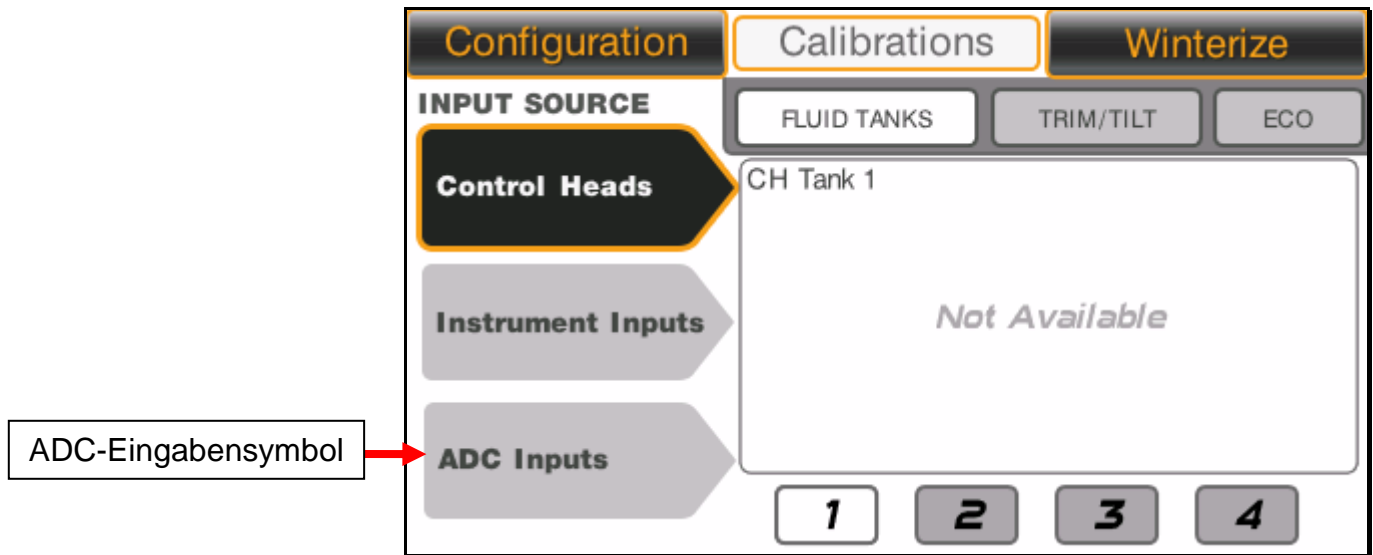 Configuration Calibrations Winterize
INPUT SOURCE
FLUID TANKS TRIM/TILT ECO
Control Heads
CH Tank 1
Instrument Inputs
Not Available
ADC-Eingabensymbol
ADC Inputs
1 2 3 4